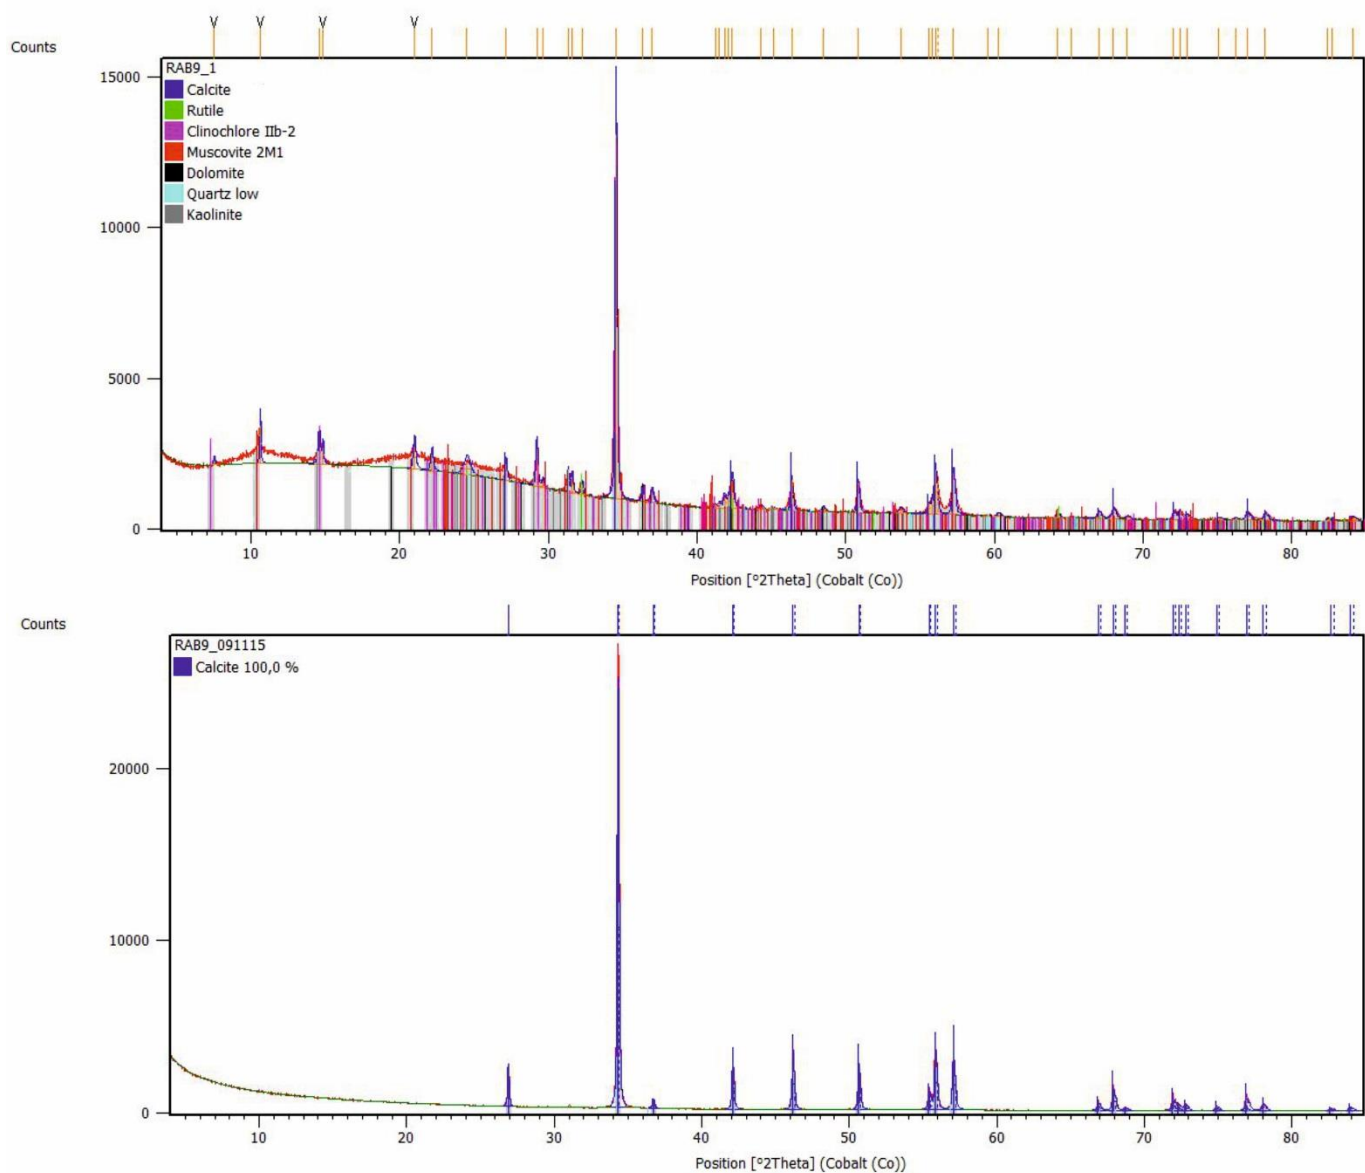 Counts
RAB9_1
Calcite
Rutile
Clinochlore IIb-2
Muscovite 2M1
Dolomite
Quartz low
Kaolinite
15000
10000
5000
0
10 20 30 40 50 60 70 80
Position [°2Theta] (Cobalt (Co))
Counts
RAB9_091115
Calcite 100,0 %
20000
10000
0
10 20 30 40 50 60 70 80
Position [°2Theta] (Cobalt (Co))